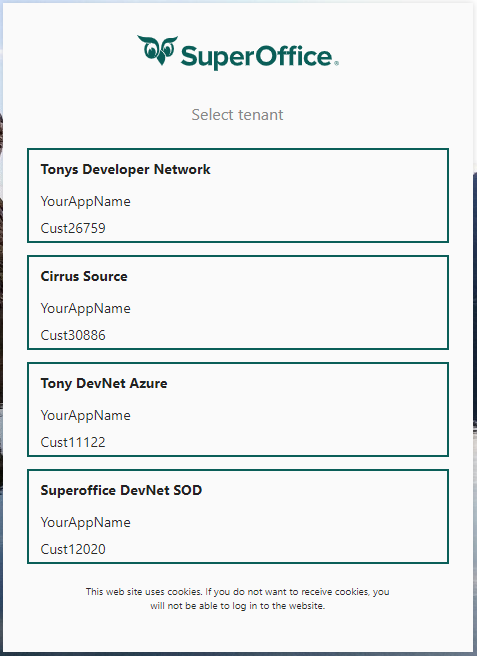 SuperOffice®
Select tenant
Tonys Developer Network
YourAppName
Cust26759
Cirrus Source
YourAppName
Cust30886
Tony DevNet Azure
YourAppName
Cust11122
Superoffice DevNet SOD
YourAppName
Cust12020
This web site uses cookies. If you do not want to receive cookies, you
will not be able to log in to the website.